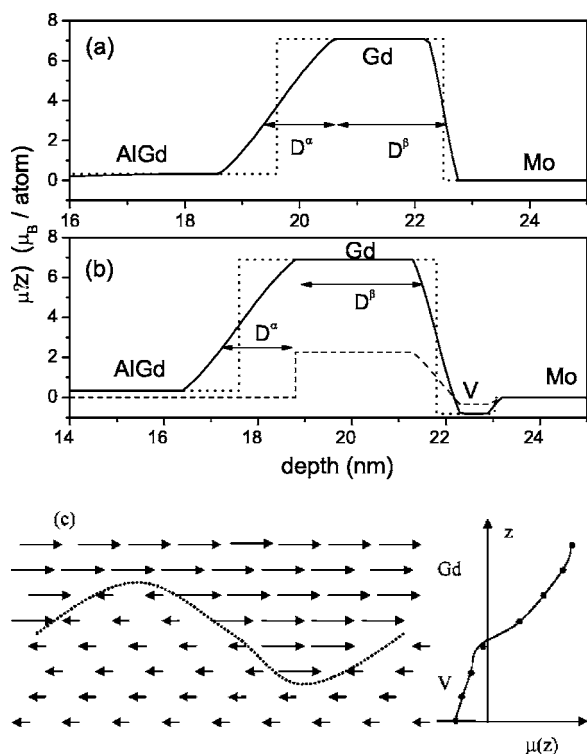 (a)
8
6
4
2
0
Gd
AlGd
D^α
D^β
Mo
16 18 20 22 24
μ?z) (μ_B / atom)
(b)
8
6
4
2
0
Gd
D^β
D^α
AlGd
V
Mo
14 16 18 20 22 24
depth (nm)
(c)
z
Gd
V
μ(z)